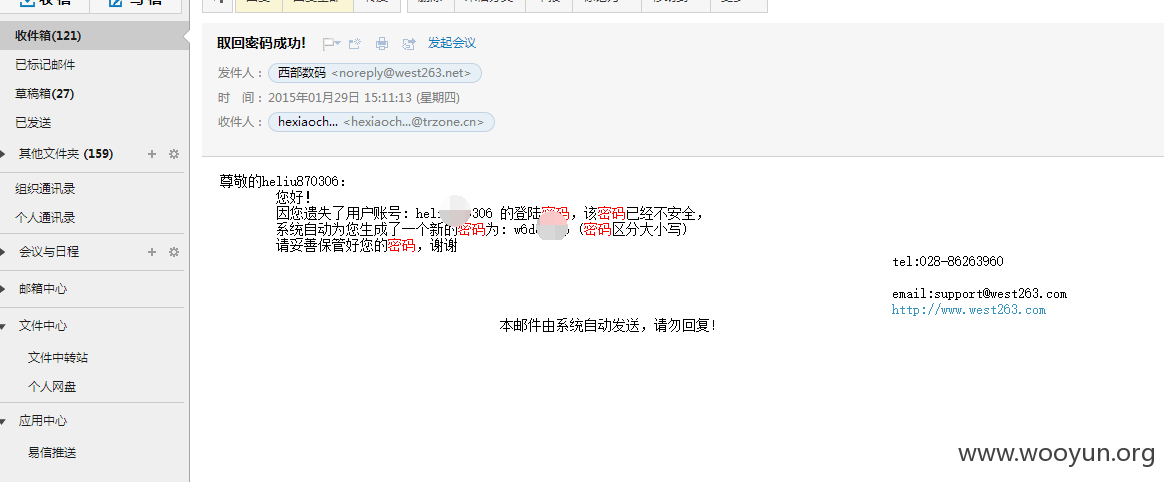 收件箱(121)
已标记邮件
草稿箱(27)
已发送
其他文件夹 (159)
组织通讯录
个人通讯录
会议与日程
邮箱中心
文件中心
文件中转站
个人网盘
应用中心
易信推送
取回密码成功! 发起会议
发件人: 西部数码 <noreply@west263.net>
时 间: 2015年01月29日 15:11:13 (星期四)
收件人: hexiaoch... <hexiaoch...@trzone.cn>
尊敬的heliu870306:
您好!
因您遗失了用户账号: 306 的登陆密码,该密码已经不安全,
系统自动为您生成了一个新的密码为: (密码区分大小写)
请妥善保管好您的密码,谢谢
tel:028-86263960
email:support@west263.com
http://www.west263.com
本邮件由系统自动发送,请勿回复!
www.wooyun.org